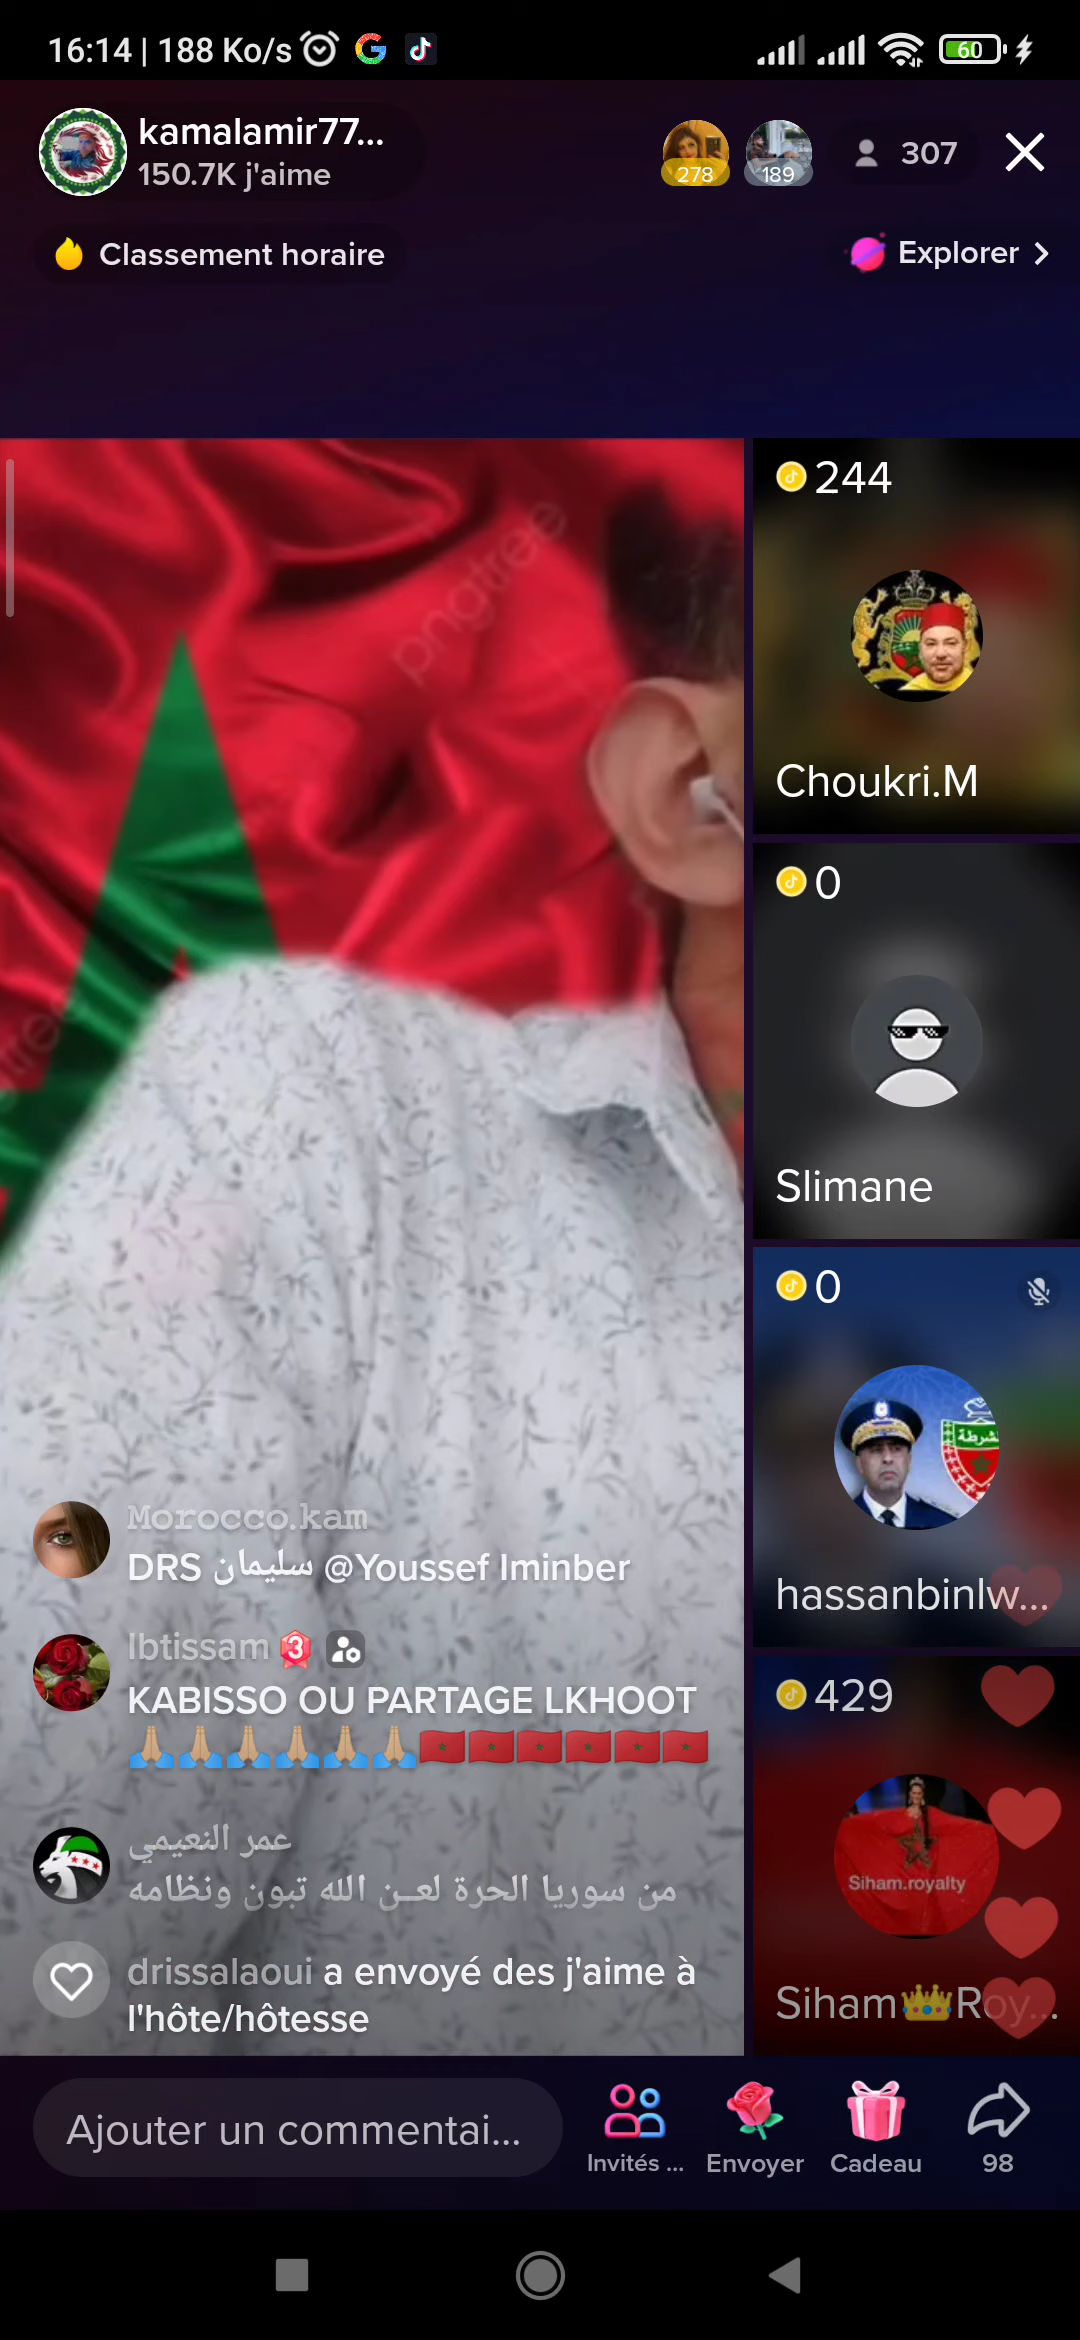 16:14 | 188 Ko/s
60
kamalamir77...
150.7K j'aime
278
189
307
Classement horaire
Explorer
pngtree
244
Choukri.M
0
Slimane
0
الشرطة
hassanbinlw...
429
Siham.royalty
Siham👑Roy...
Morocco.kam
DRS سليمان @Youssef Iminber
Ibtissam 3
KABISSO OU PARTAGE LKHOOT
🙏🏼🙏🏼🙏🏼🙏🏼🙏🏼🙏🏼🇲🇦🇲🇦🇲🇦🇲🇦🇲🇦🇲🇦
عمر النعيمي
من سوريا الحرة لعـن الله تبون ونظامه
drissalaoui a envoyé des j'aime à
l'hôte/hôtesse
Ajouter un commentai...
Invités ...
Envoyer
Cadeau
98